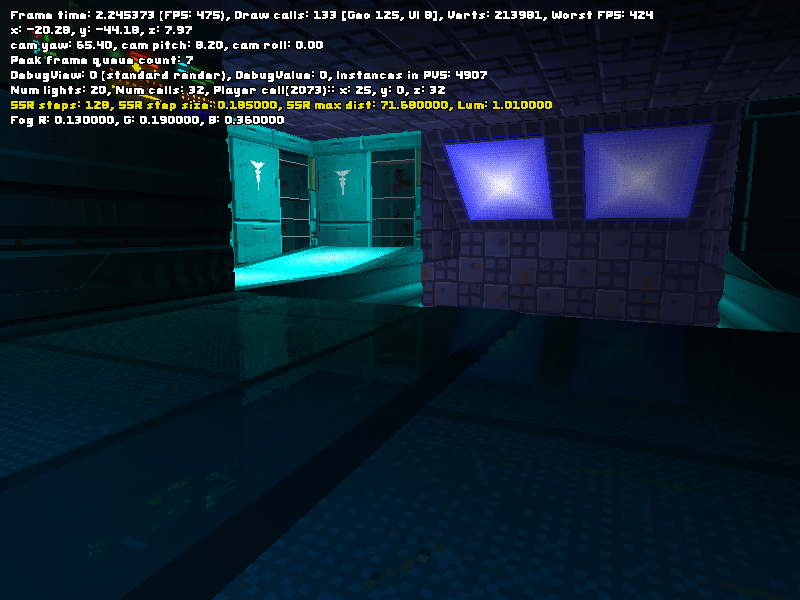 Frame time: 2.245373 (FPS: 475), Draw calls: 133 [Geo 125, UI 8], Verts: 213981, Worst FPS: 424
x: -20.28, y: -44.18, z: 7.97
cam yaw: 65.40, cam pitch: 8.20, cam roll: 0.00
Peak frame queue count: 7
DebugView: 0 (standard render), DebugValue: 0, Instances in PVS: 4907
Num lights: 20, Num calls: 32, Player cell(2073):: x: 25, y: 0, z: 32
SSR steps: 128, SSR step size: 0.185000, SSR max dist: 71.680000, Lum: 1.010000
Fog R: 0.130000, G: 0.190000, B: 0.360000